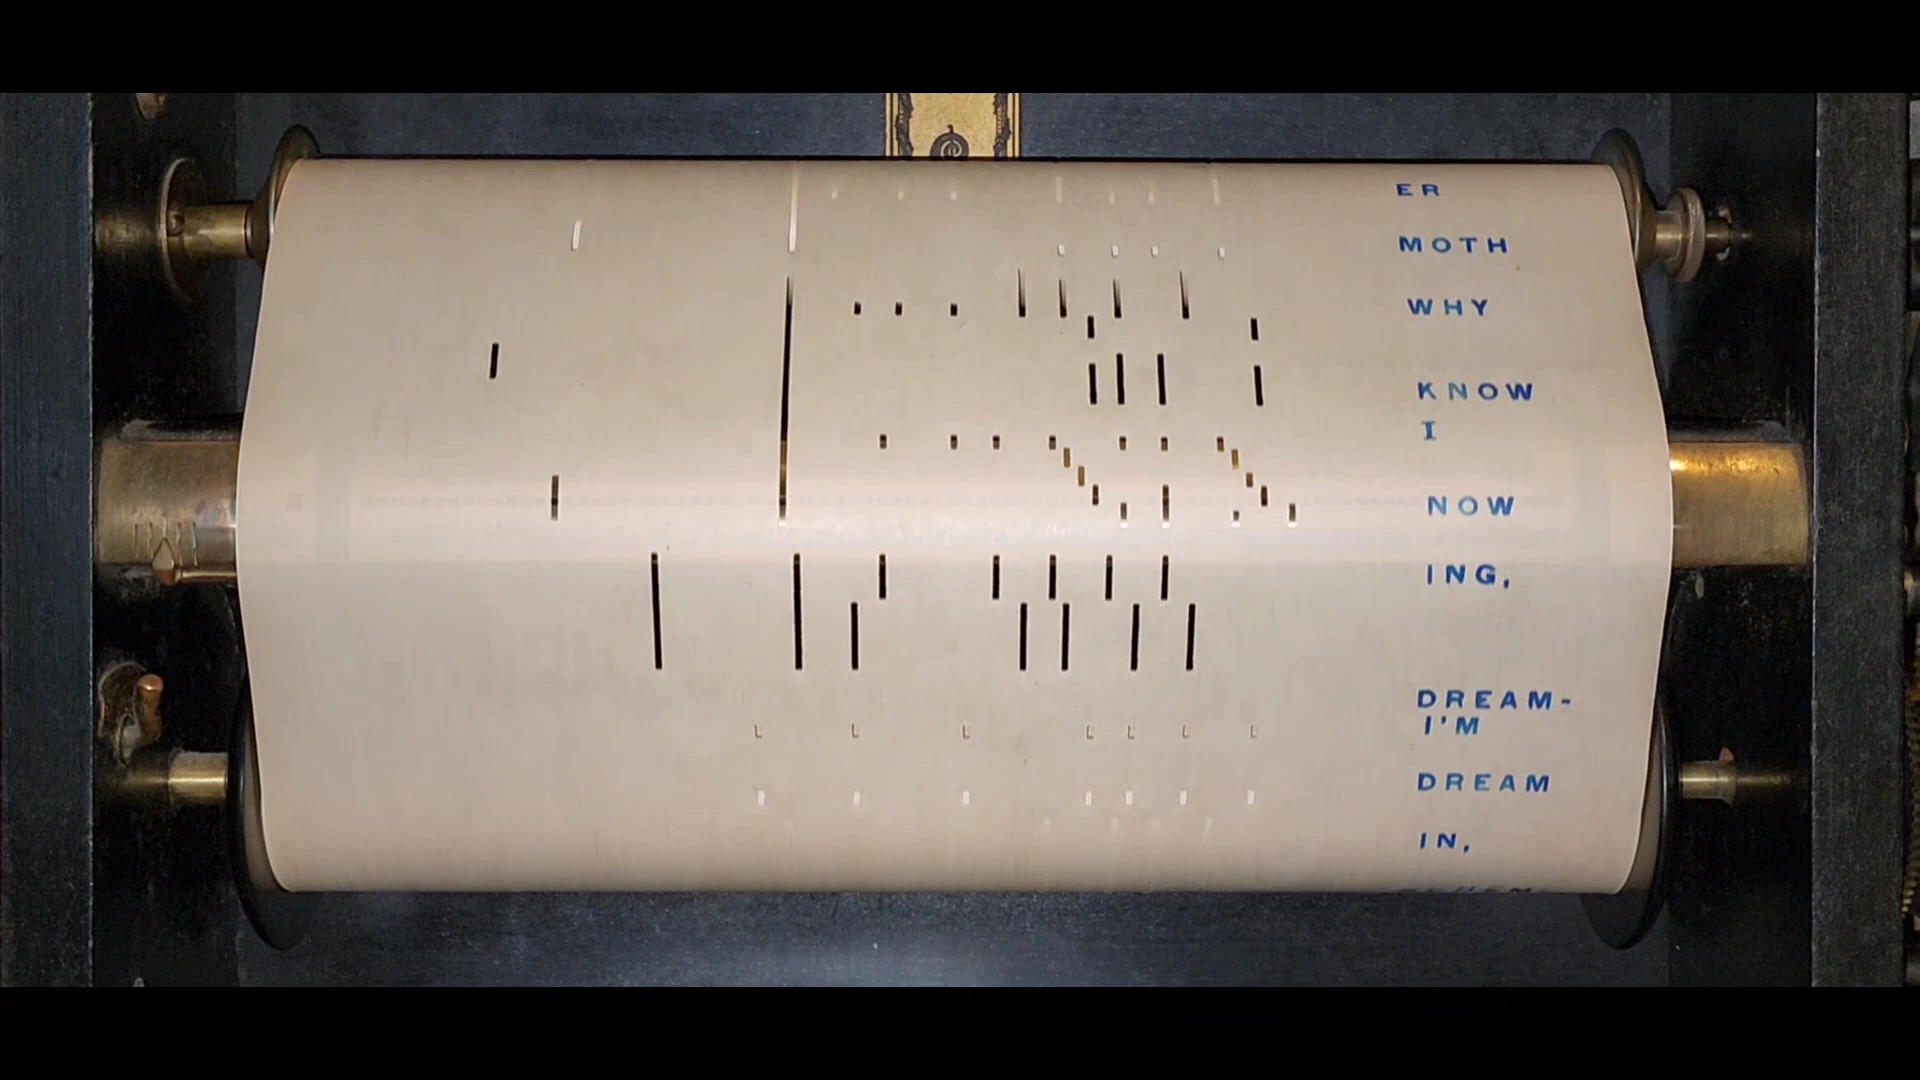 ER
MOTH
WHY
KNOW
I
NOW
ING,
DREAM-
I'M
DREAM
IN,